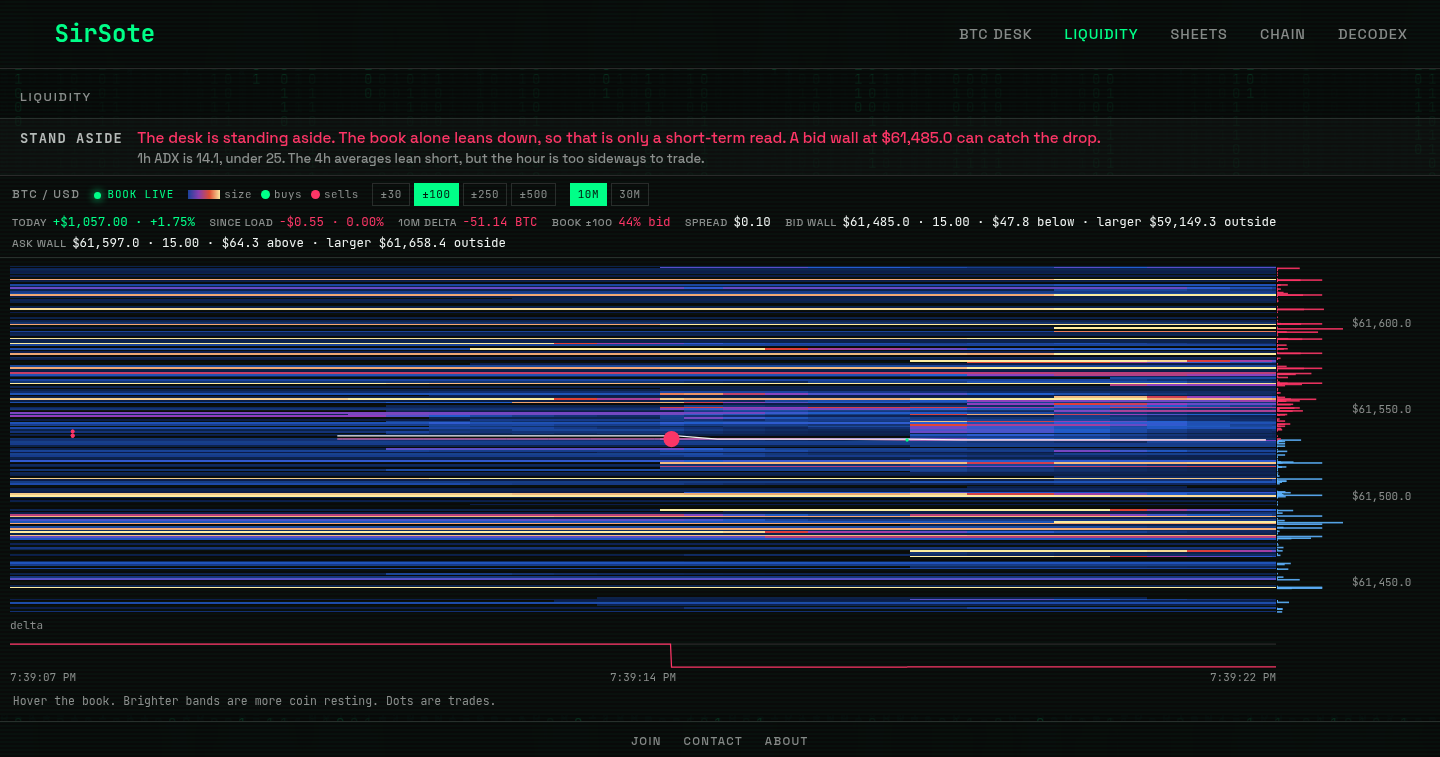 SirSote
BTC DESK LIQUIDITY SHEETS CHAIN DECODEX
LIQUIDITY
STAND ASIDE The desk is standing aside. The book alone leans down, so that is only a short-term read. A bid wall at $61,485.0 can catch the drop.
1h ADX is 14.1, under 25. The 4h averages lean short, but the hour is too sideways to trade.
BTC / USD BOOK LIVE size buys sells ±30 ±100 ±250 ±500 10M 30M
TODAY +$1,057.00 · +1.75% SINCE LOAD -$0.55 · 0.00% 10M DELTA -51.14 BTC BOOK ±100 44% bid SPREAD $0.10 BID WALL $61,485.0 · 15.00 · $47.8 below · larger $59,149.3 outside
ASK WALL $61,597.0 · 15.00 · $64.3 above · larger $61,658.4 outside
$61,600.0
$61,550.0
$61,500.0
$61,450.0
delta
7:39:07 PM 7:39:14 PM 7:39:22 PM
Hover the book. Brighter bands are more coin resting. Dots are trades.
JOIN CONTACT ABOUT